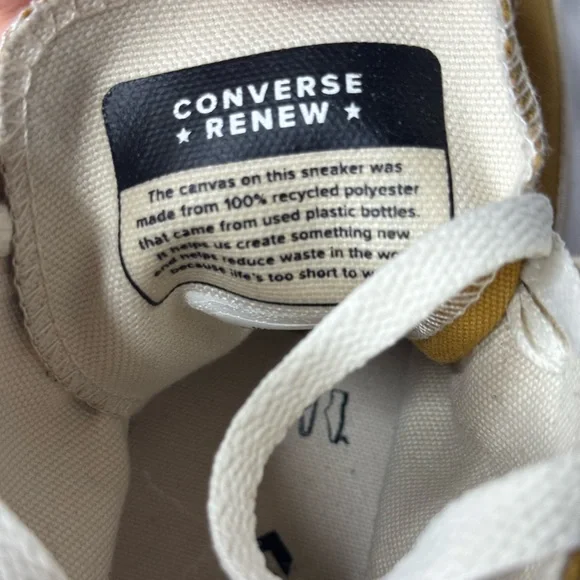 CONVERSE
★ RENEW ★
The canvas on this sneaker was
made from 100% recycled polyester
that came from used plastic bottles.
It helps us create something new
and helps reduce waste in the
because life's too short to